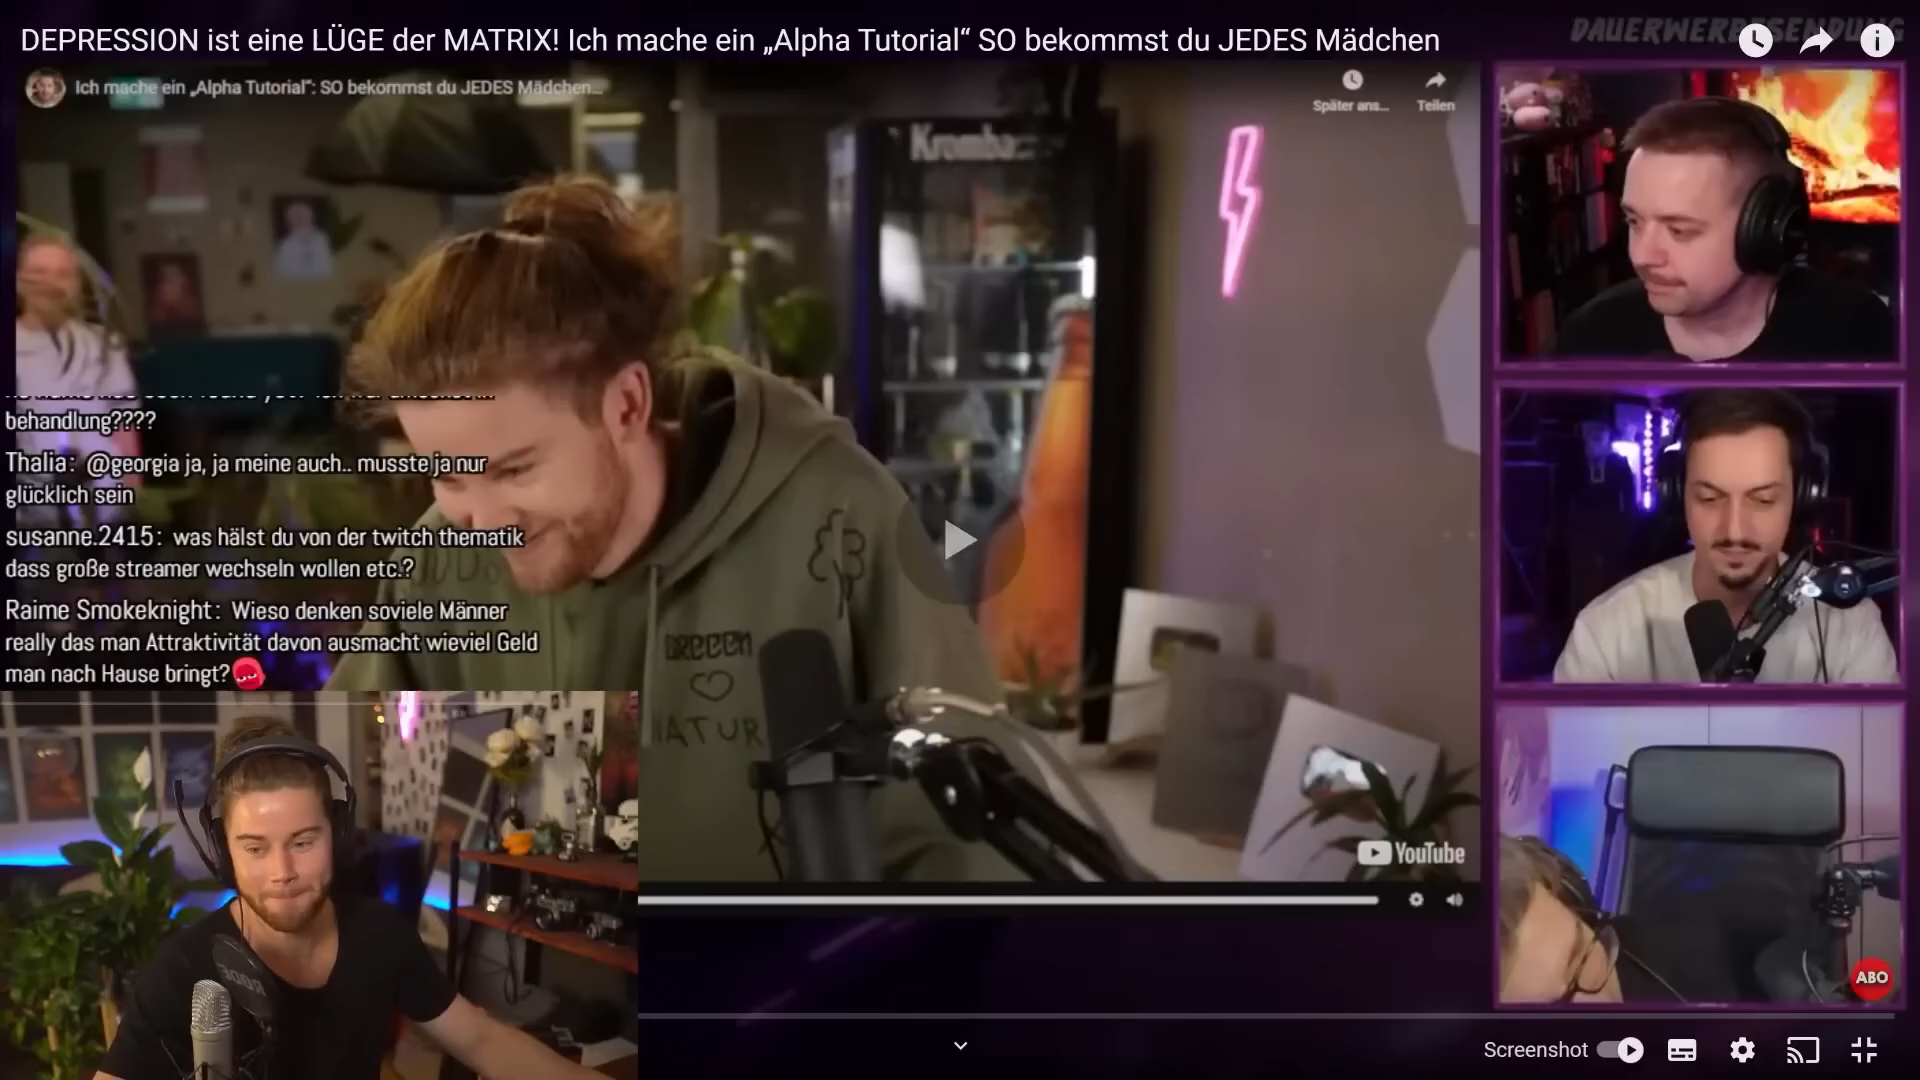 DAUERWERBESENDUNG
DEPRESSION ist eine LÜGE der MATRIX! Ich mache ein „Alpha Tutorial“ SO bekommst du JEDES Mädchen
Ich mache ein „Alpha Tutorial“: SO bekommst du JEDES Mädchen...
Später ans...
Teilen
behandlung????
Thalia: @georgia ja, ja meine auch.. musste ja nur
glücklich sein
susanne.2415: was hälst du von der twitch thematik
dass große streamer wechseln wollen etc.?
Raime Smokeknight: Wieso denken soviele Männer
really das man Attraktivität davon ausmacht wieviel Geld
man nach Hause bringt?
GREEEN
NATUR
RODE
YouTube
ABO
Screenshot